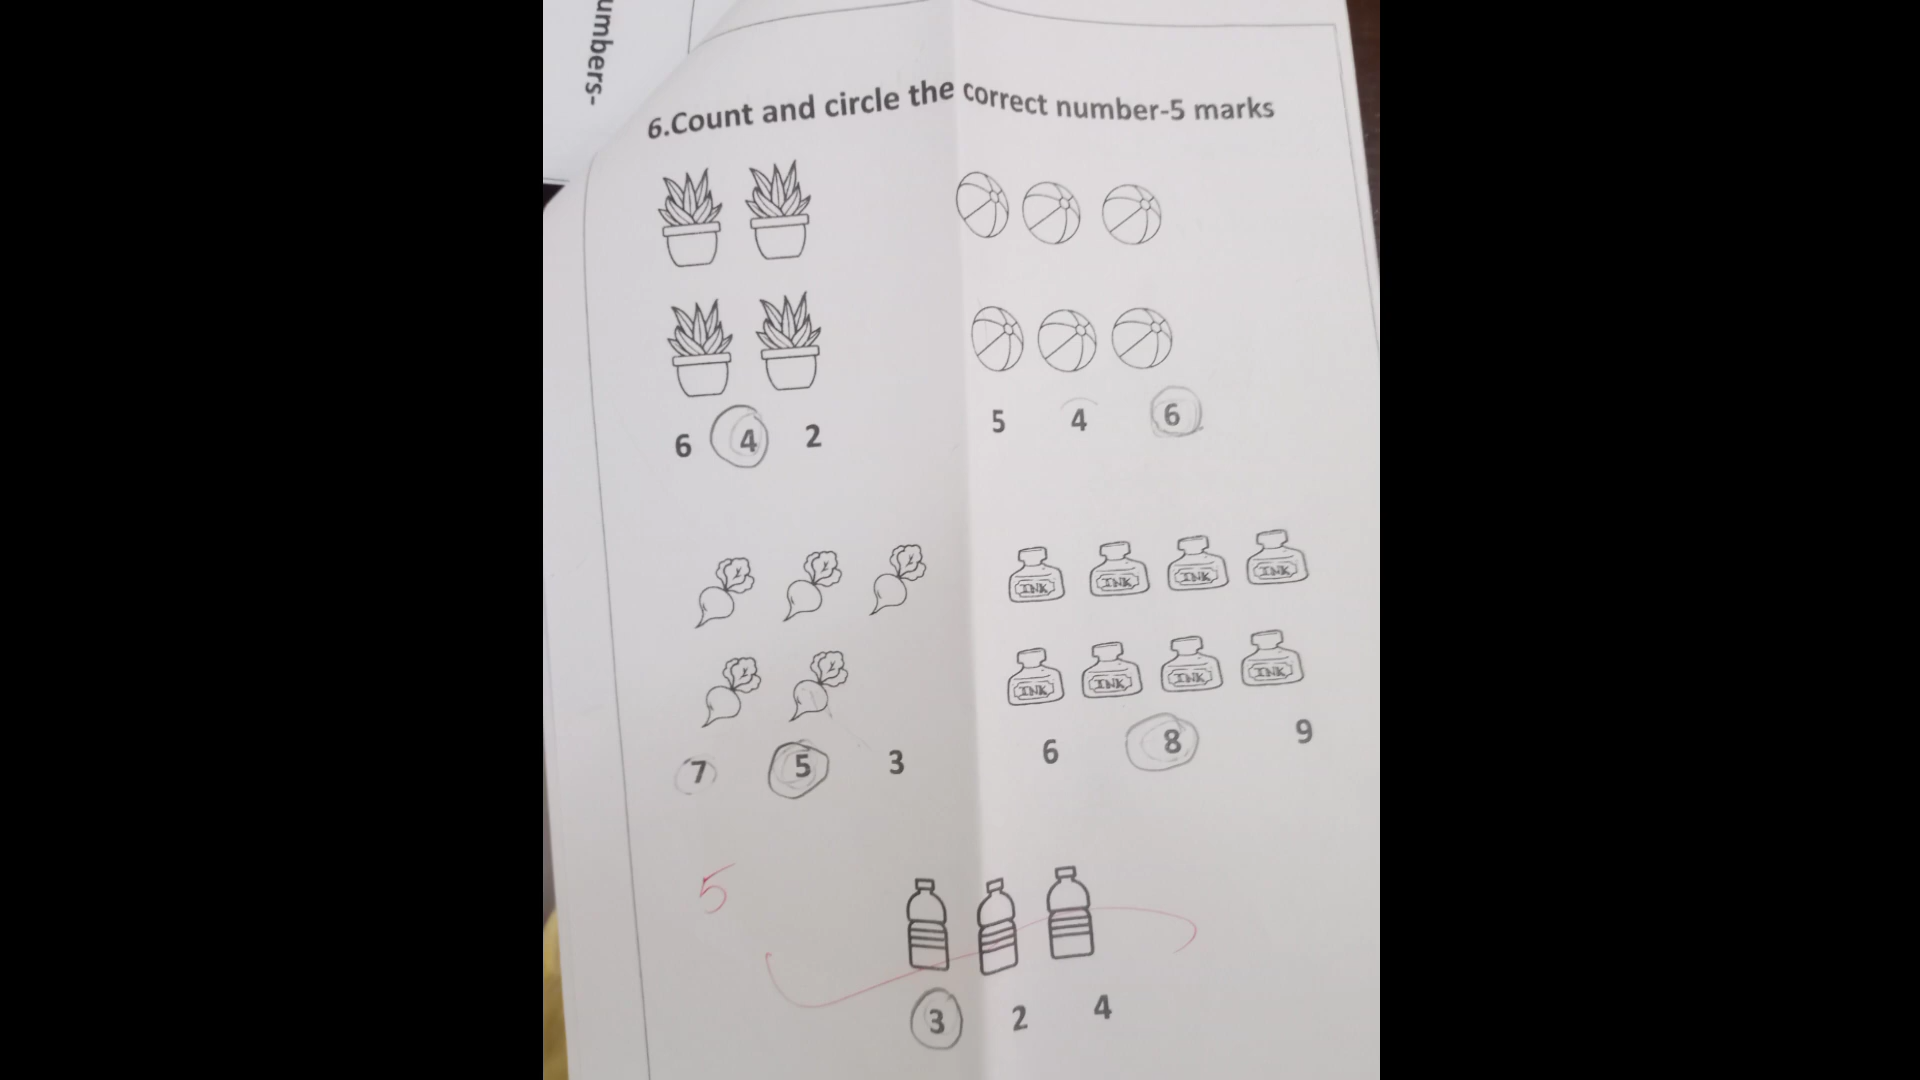 umbers-
6.Count and circle the correct number-5 marks
6 4 2
5 4 6
INK INK INK INK
INK INK INK INK
7 5 3
6 8 9
5
3 2 4